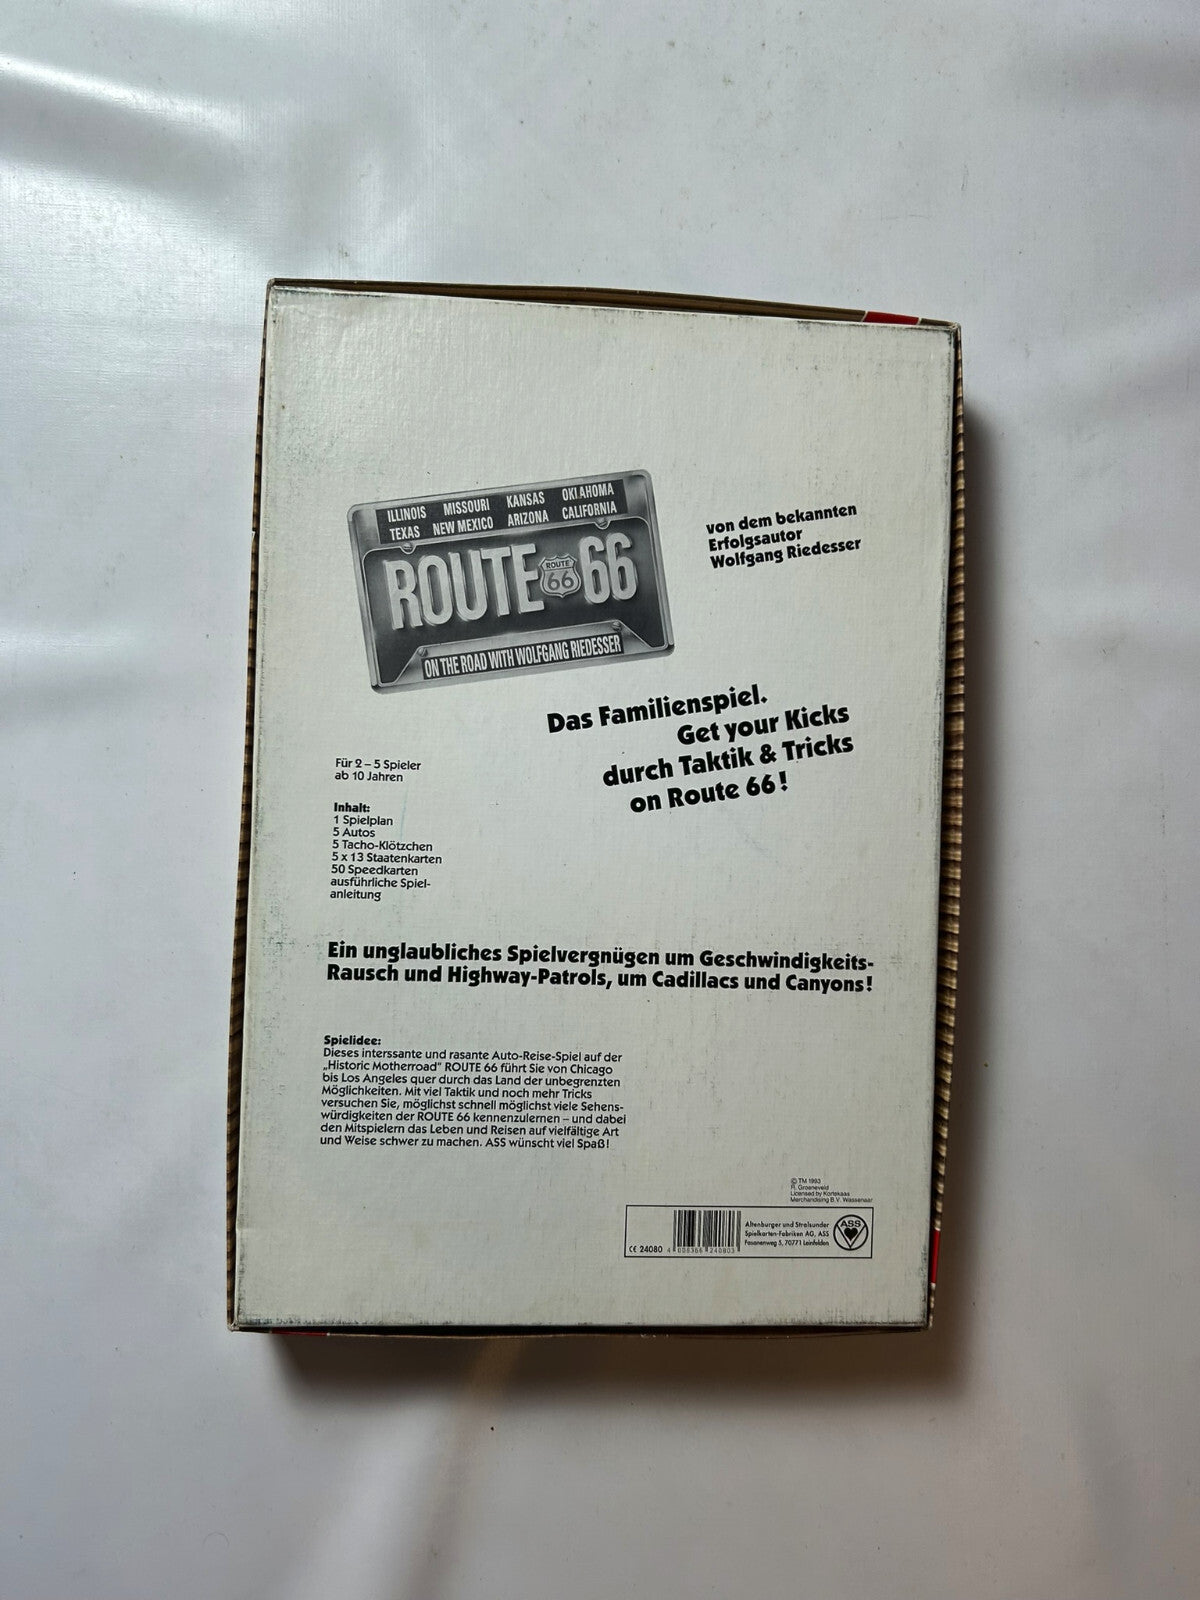 ILLINOIS MISSOURI KANSAS OKLAHOMA
TEXAS NEW MEXICO ARIZONA CALIFORNIA
ROUTE 66
ROUTE
66
ON THE ROAD WITH WOLFGANG RIEDESSER
von dem bekannten
Erfolgsautor
Wolfgang Riedesser
Das Familienspiel.
Get your Kicks
durch Taktik & Tricks
on Route 66!
Für 2 – 5 Spieler
ab 10 Jahren
Inhalt:
1 Spielplan
5 Autos
5 Tacho-Klötzchen
5 x 13 Staatenkarten
50 Speedkarten
ausführliche Spiel-
anleitung
Ein unglaubliches Spielvergnügen um Geschwindigkeits-
Rausch und Highway-Patrols, um Cadillacs und Canyons!
Spielidee:
Dieses interssante und rasante Auto-Reise-Spiel auf der
„Historic Motherroad" ROUTE 66 führt Sie von Chicago
bis Los Angeles quer durch das Land der unbegrenzten
Möglichkeiten. Mit viel Taktik und noch mehr Tricks
versuchen Sie, möglichst schnell möglichst viele Sehens-
würdigkeiten der ROUTE 66 kennenzulernen – und dabei
den Mitspielern das Leben und Reisen auf vielfältige Art
und Weise schwer zu machen. ASS wünscht viel Spaß!
© TM 1993
R. Groeneveld
Licensed by Kortekaas
Merchandising B.V. Wassenaar
CE 24080
4 008366 240803
Altenburger und Stralsunder
Spielkarten-Fabriken AG, ASS
Fasanenweg 5, 70771 Leinfelden
ASS